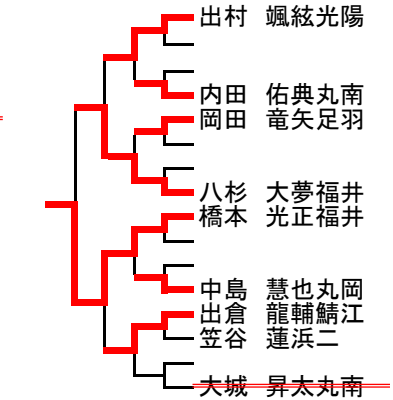 出村 颯絃光陽
内田 佑典丸南
岡田 竜矢足羽
八杉 大夢福井
橋本 光正福井
中島 慧也丸岡
出倉 龍輔鯖江
笠谷 蓮浜二
大城 昇太丸南